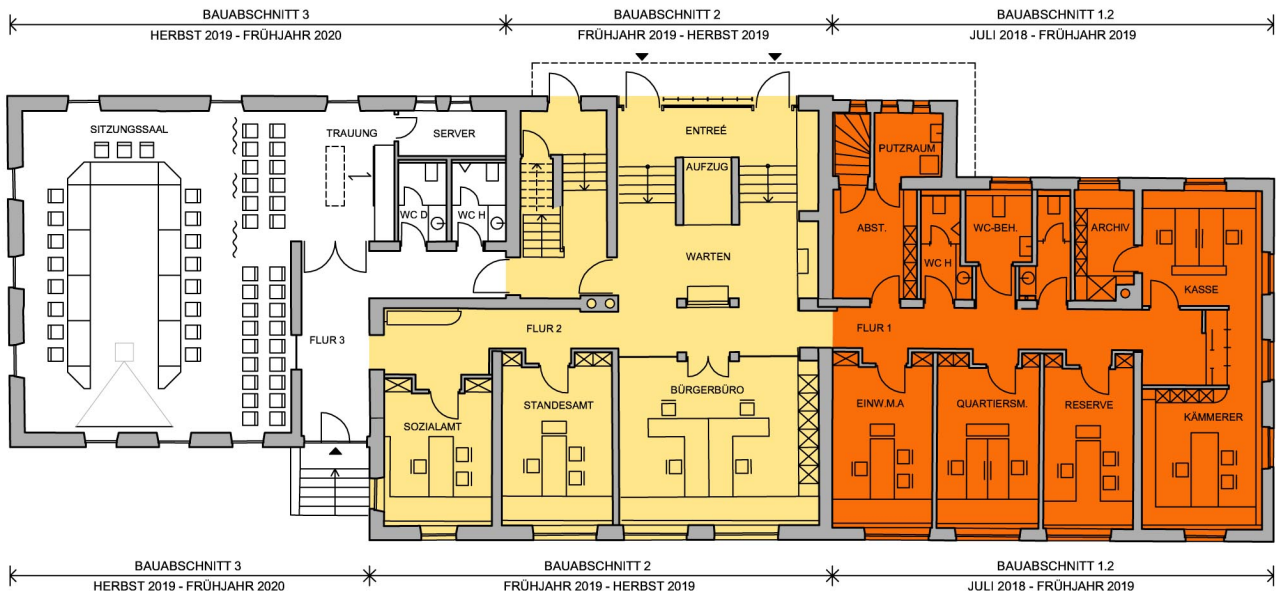 BAUABSCHNITT 3
HERBST 2019 - FRÜHJAHR 2020
BAUABSCHNITT 2
FRÜHJAHR 2019 - HERBST 2019
BAUABSCHNITT 1.2
JULI 2018 - FRÜHJAHR 2019
SITZUNGSSAAL
TRAUUNG
SERVER
ENTREÉ
PUTZRAUM
AUFZUG
WC D
WC H
ABST.
WC-BEH.
ARCHIV
WARTEN
WC H
KASSE
FLUR 3
FLUR 2
FLUR 1
SOZIALAMT
STANDESAMT
BÜRGERBÜRO
EINW.M.A
QUARTIERSM.
RESERVE
KÄMMERER
BAUABSCHNITT 3
HERBST 2019 - FRÜHJAHR 2020
BAUABSCHNITT 2
FRÜHJAHR 2019 - HERBST 2019
BAUABSCHNITT 1.2
JULI 2018 - FRÜHJAHR 2019